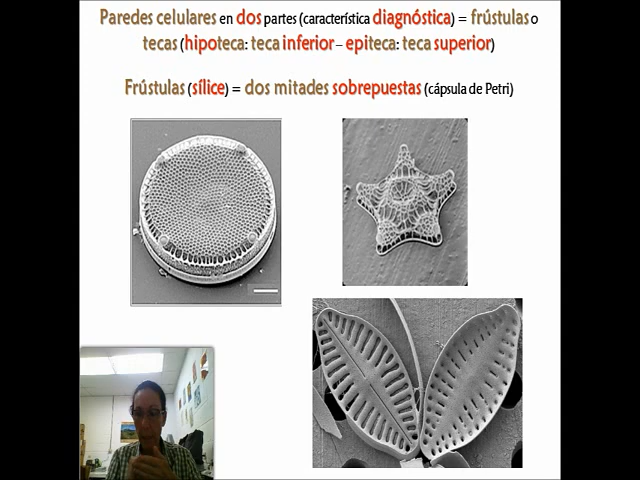 Paredes celulares en dos partes (característica diagnóstica) = frústulas o
tecas (hipoteca: teca inferior – epiteca: teca superior)
Frústulas (sílice) = dos mitades sobrepuestas (cápsula de Petri)